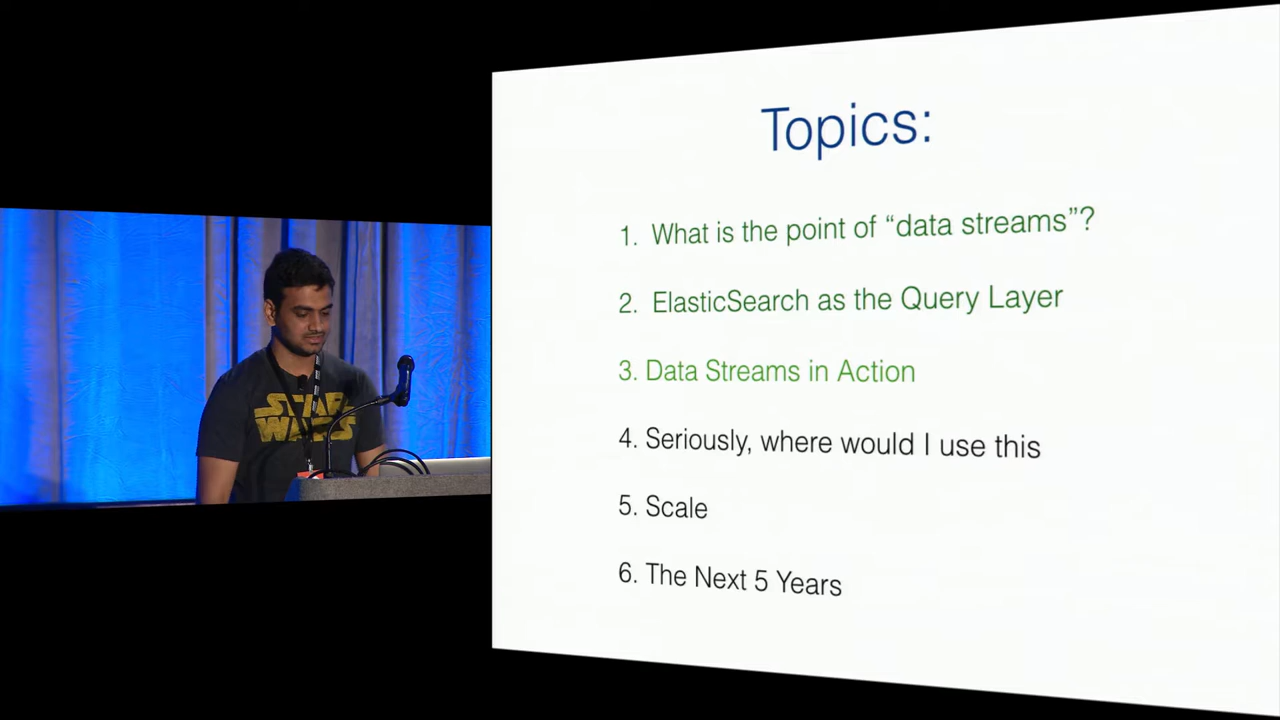 Topics:
1. What is the point of “data streams”?
2. ElasticSearch as the Query Layer
3. Data Streams in Action
4. Seriously, where would I use this
5. Scale
6. The Next 5 Years
STAR
WARS